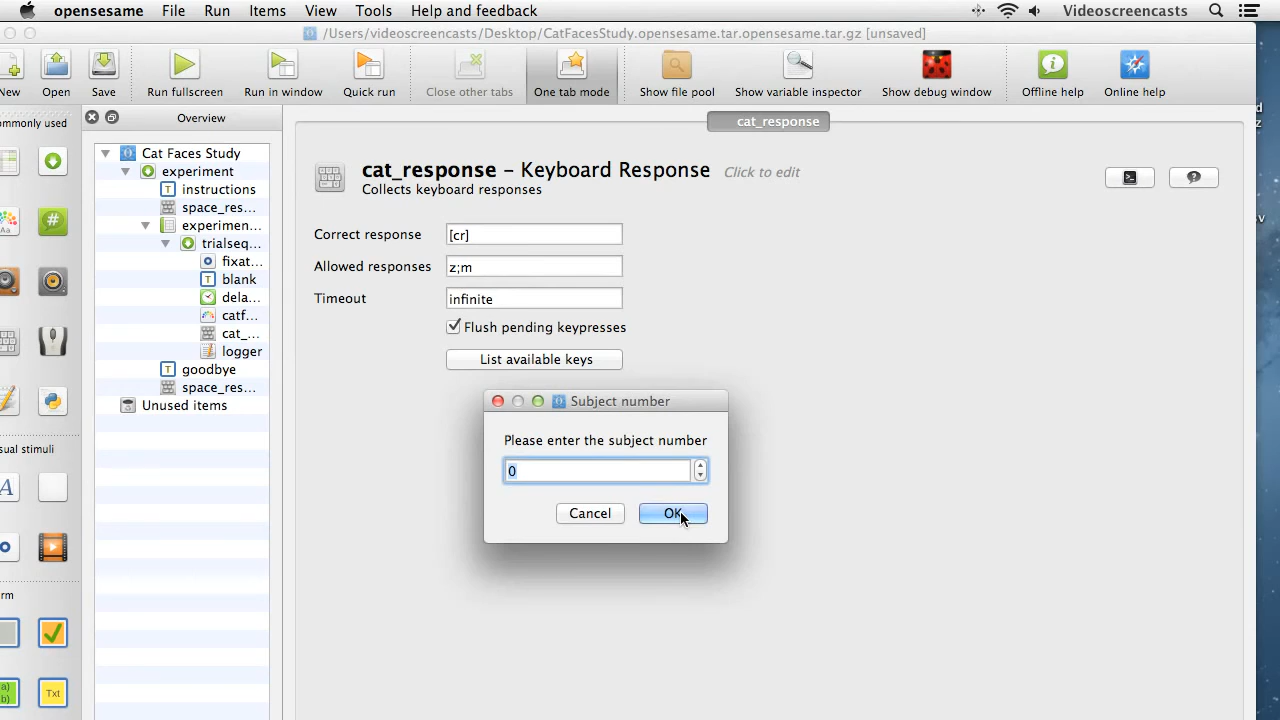 opensesame File Run Items View Tools Help and feedback Videoscreencasts
/Users/videoscreencasts/Desktop/CatFacesStudy.opensesame.tar.opensesame.tar.gz [unsaved]
New Open Save Run fullscreen Run in window Quick run Close other tabs One tab mode Show file pool Show variable inspector Show debug window Offline help Online help
ommonly used
Overview
cat_response
Cat Faces Study
experiment
instructions
space_res...
experimen...
trialseq...
fixat...
blank
dela...
catf...
cat_...
logger
goodbye
space_res...
Unused items
cat_response – Keyboard Response Click to edit
Collects keyboard responses
Correct response [cr]
Allowed responses z;m
Timeout infinite
Flush pending keypresses
List available keys
Subject number
Please enter the subject number
0
Cancel OK
Aa
#
sual stimuli
A
rm
a)
b)
Txt